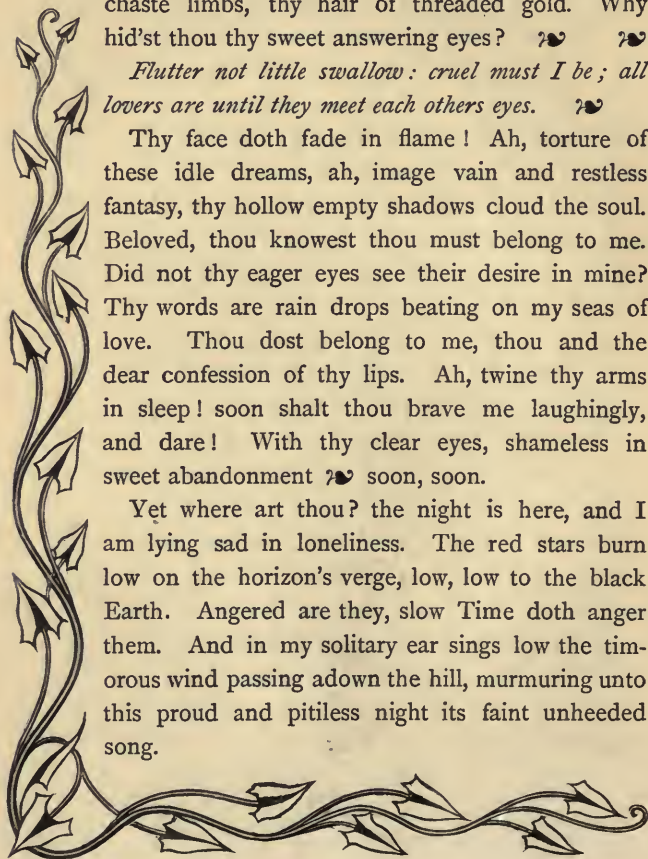 chaste limbs, thy hair of threaded gold. Why
hid'st thou thy sweet answering eyes? ❧ ❧
Flutter not little swallow: cruel must I be; all
lovers are until they meet each others eyes. ❧
Thy face doth fade in flame! Ah, torture of
these idle dreams, ah, image vain and restless
fantasy, thy hollow empty shadows cloud the soul.
Beloved, thou knowest thou must belong to me.
Did not thy eager eyes see their desire in mine?
Thy words are rain drops beating on my seas of
love. Thou dost belong to me, thou and the
dear confession of thy lips. Ah, twine thy arms
in sleep! soon shalt thou brave me laughingly,
and dare! With thy clear eyes, shameless in
sweet abandonment ❧ soon, soon.
Yet where art thou? the night is here, and I
am lying sad in loneliness. The red stars burn
low on the horizon's verge, low, low to the black
Earth. Angered are they, slow Time doth anger
them. And in my solitary ear sings low the tim-
orous wind passing adown the hill, murmuring unto
this proud and pitiless night its faint unheeded
song.